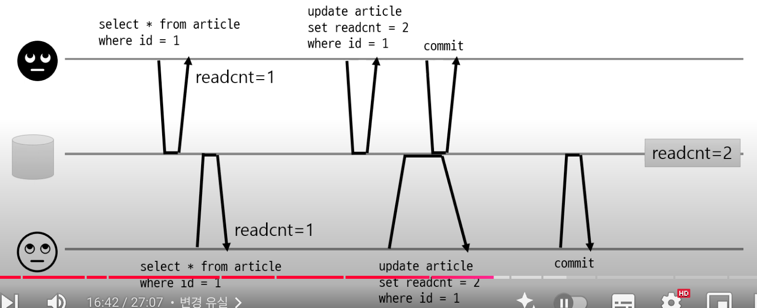 select * from article
where id = 1
update article
set readcnt = 2
where id = 1
commit
readcnt=1
readcnt=2
readcnt=1
select * from article
where id = 1
update article
set readcnt = 2
where id = 1
commit
16:42 / 27:07 • 변경 유실
HD